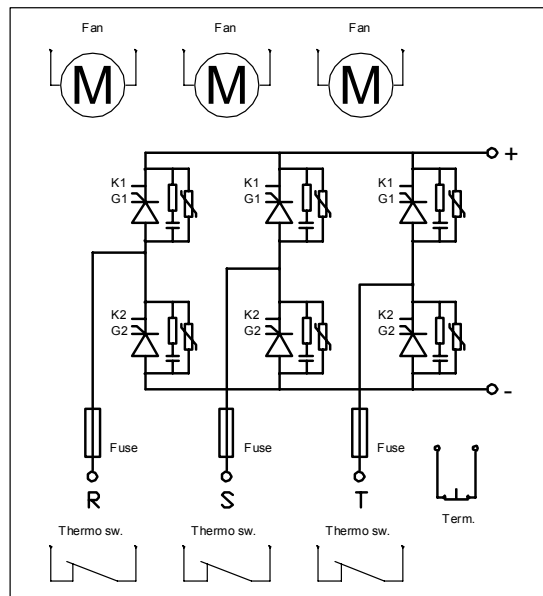 Fan Fan Fan
M M M
+
K1 K1 K1
G1 G1 G1
K2 K2 K2
G2 G2 G2
-
Fuse Fuse Fuse
R S T
Term.
Thermo sw. Thermo sw. Thermo sw.